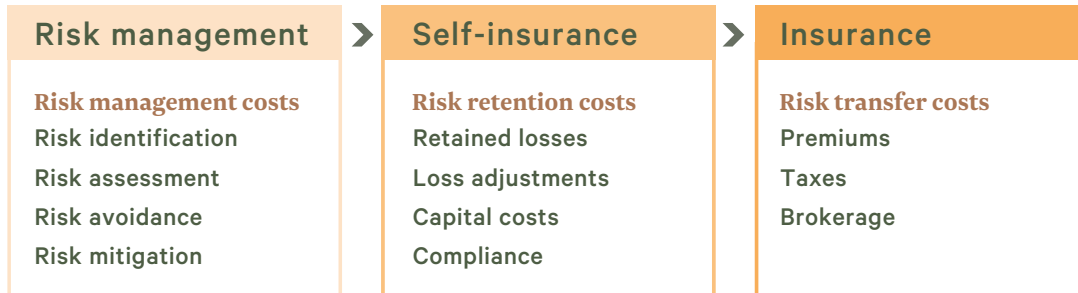 Risk management
Risk management costs
Risk identification
Risk assessment
Risk avoidance
Risk mitigation
Self-insurance
Risk retention costs
Retained losses
Loss adjustments
Capital costs
Compliance
Insurance
Risk transfer costs
Premiums
Taxes
Brokerage